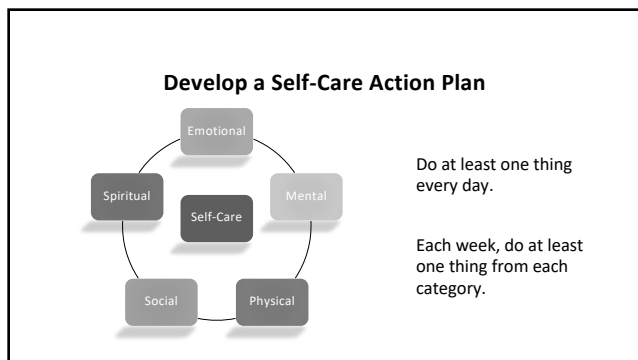 Develop a Self-Care Action Plan
Emotional
Spiritual
Mental
Self-Care
Social
Physical
Do at least one thing
every day.
Each week, do at least
one thing from each
category.